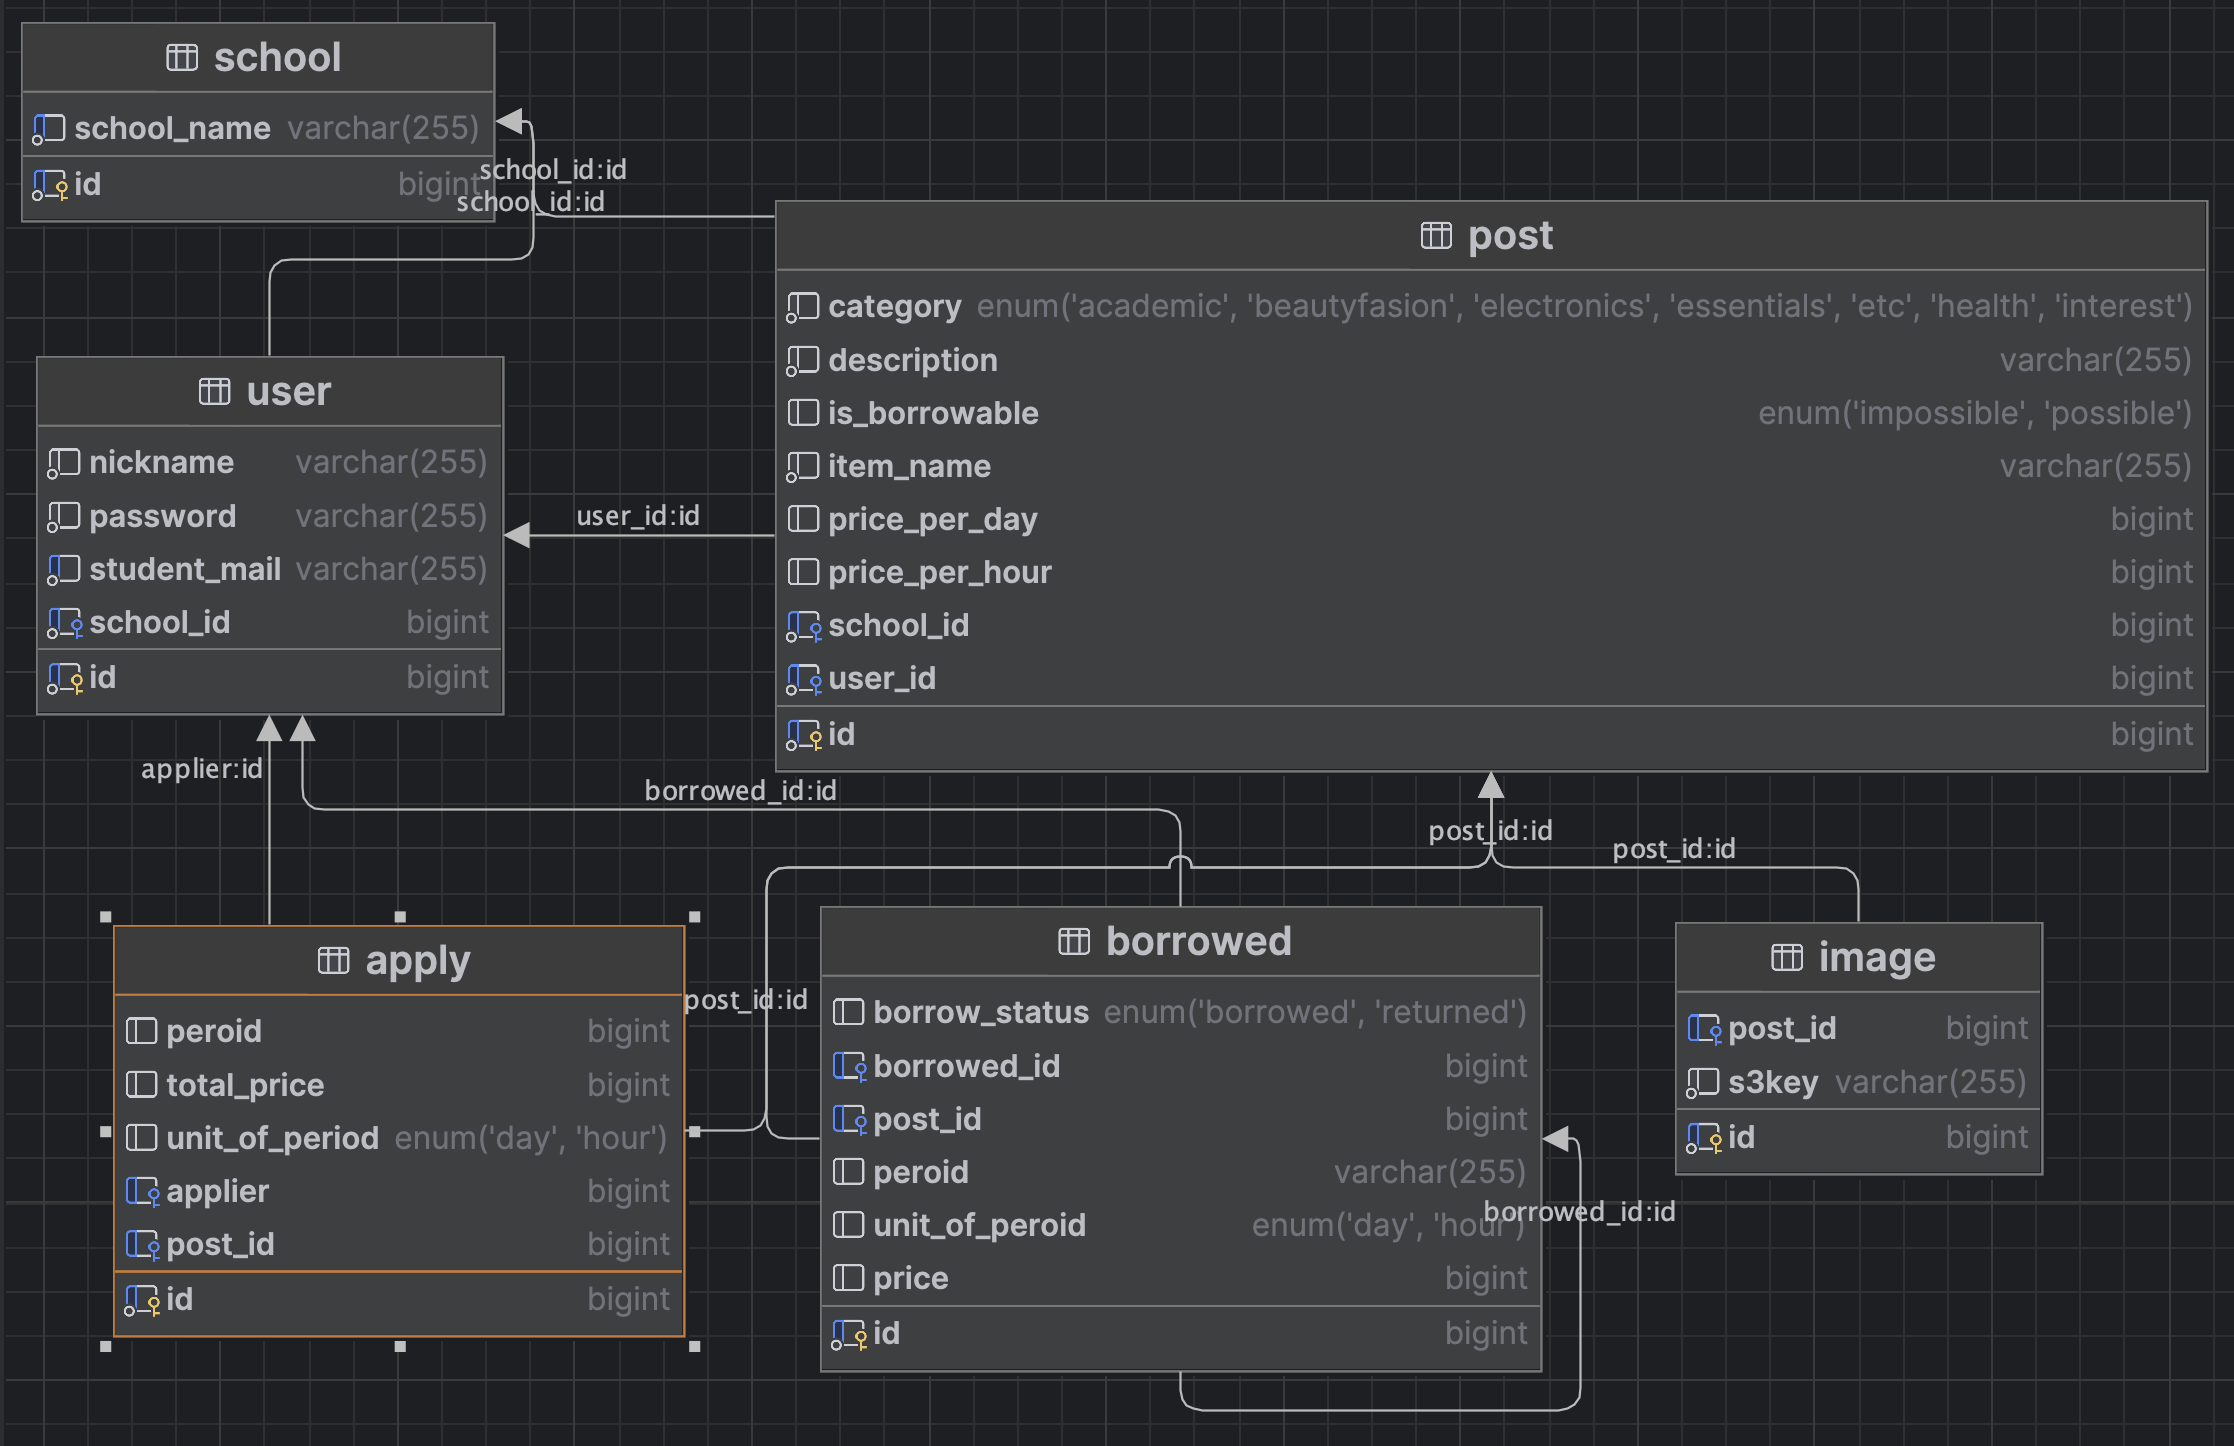 school
school_name varchar(255)
id bigint
school_id:id
school_id:id
user
nickname varchar(255)
password varchar(255)
student_mail varchar(255)
school_id bigint
id bigint
user_id:id
post
category enum('academic', 'beautyfasion', 'electronics', 'essentials', 'etc', 'health', 'interest')
description varchar(255)
is_borrowable enum('impossible', 'possible')
item_name varchar(255)
price_per_day bigint
price_per_hour bigint
school_id bigint
user_id bigint
id bigint
applier:id
borrowed_id:id
post_id:id
post_id:id
apply
peroid bigint
total_price bigint
unit_of_period enum('day', 'hour')
applier bigint
post_id bigint
id bigint
post_id:id
borrowed
borrow_status enum('borrowed', 'returned')
borrowed_id bigint
post_id bigint
peroid varchar(255)
unit_of_peroid enum('day', 'hour')
price bigint
id bigint
borrowed_id:id
image
post_id bigint
s3key varchar(255)
id bigint